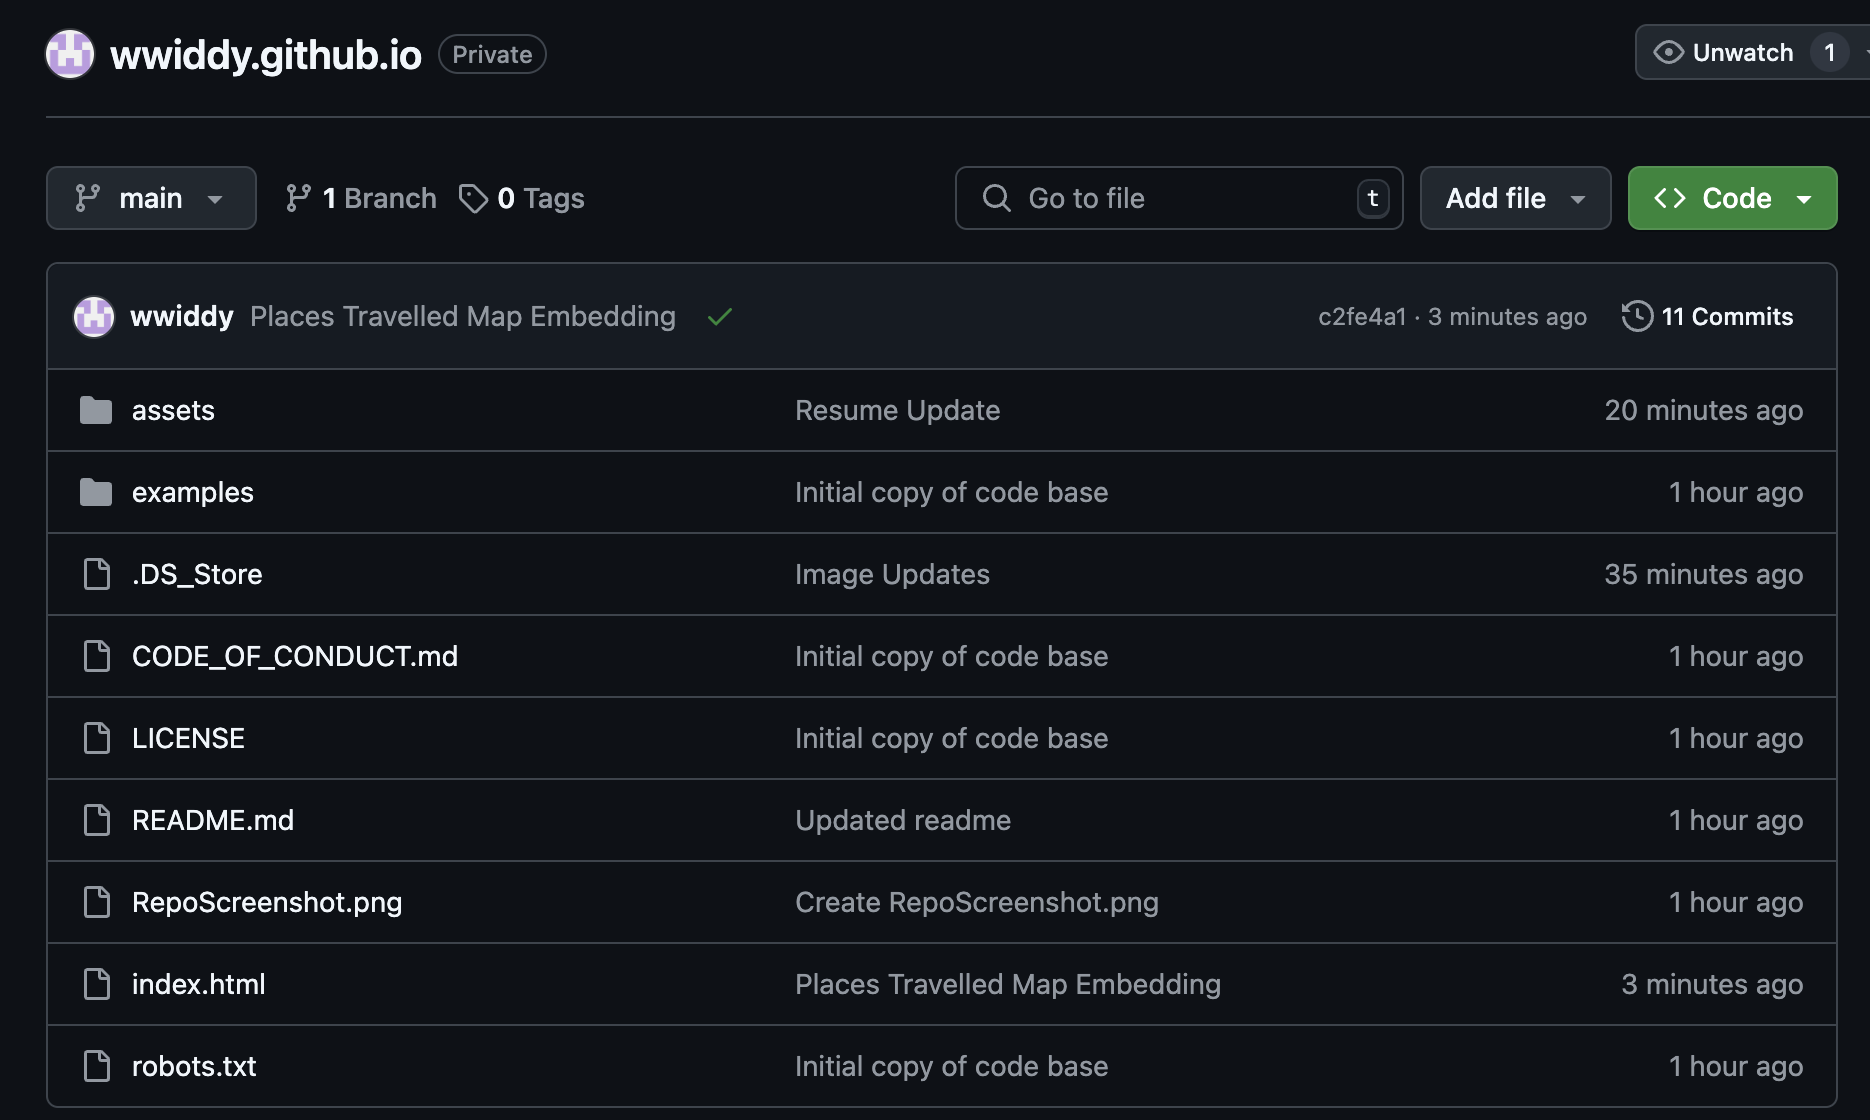 wwiddy.github.io Private Unwatch 1
main 1 Branch 0 Tags Go to file t Add file Code
wwiddy Places Travelled Map Embedding c2fe4a1 · 3 minutes ago 11 Commits
assets Resume Update 20 minutes ago
examples Initial copy of code base 1 hour ago
.DS_Store Image Updates 35 minutes ago
CODE_OF_CONDUCT.md Initial copy of code base 1 hour ago
LICENSE Initial copy of code base 1 hour ago
README.md Updated readme 1 hour ago
RepoScreenshot.png Create RepoScreenshot.png 1 hour ago
index.html Places Travelled Map Embedding 3 minutes ago
robots.txt Initial copy of code base 1 hour ago